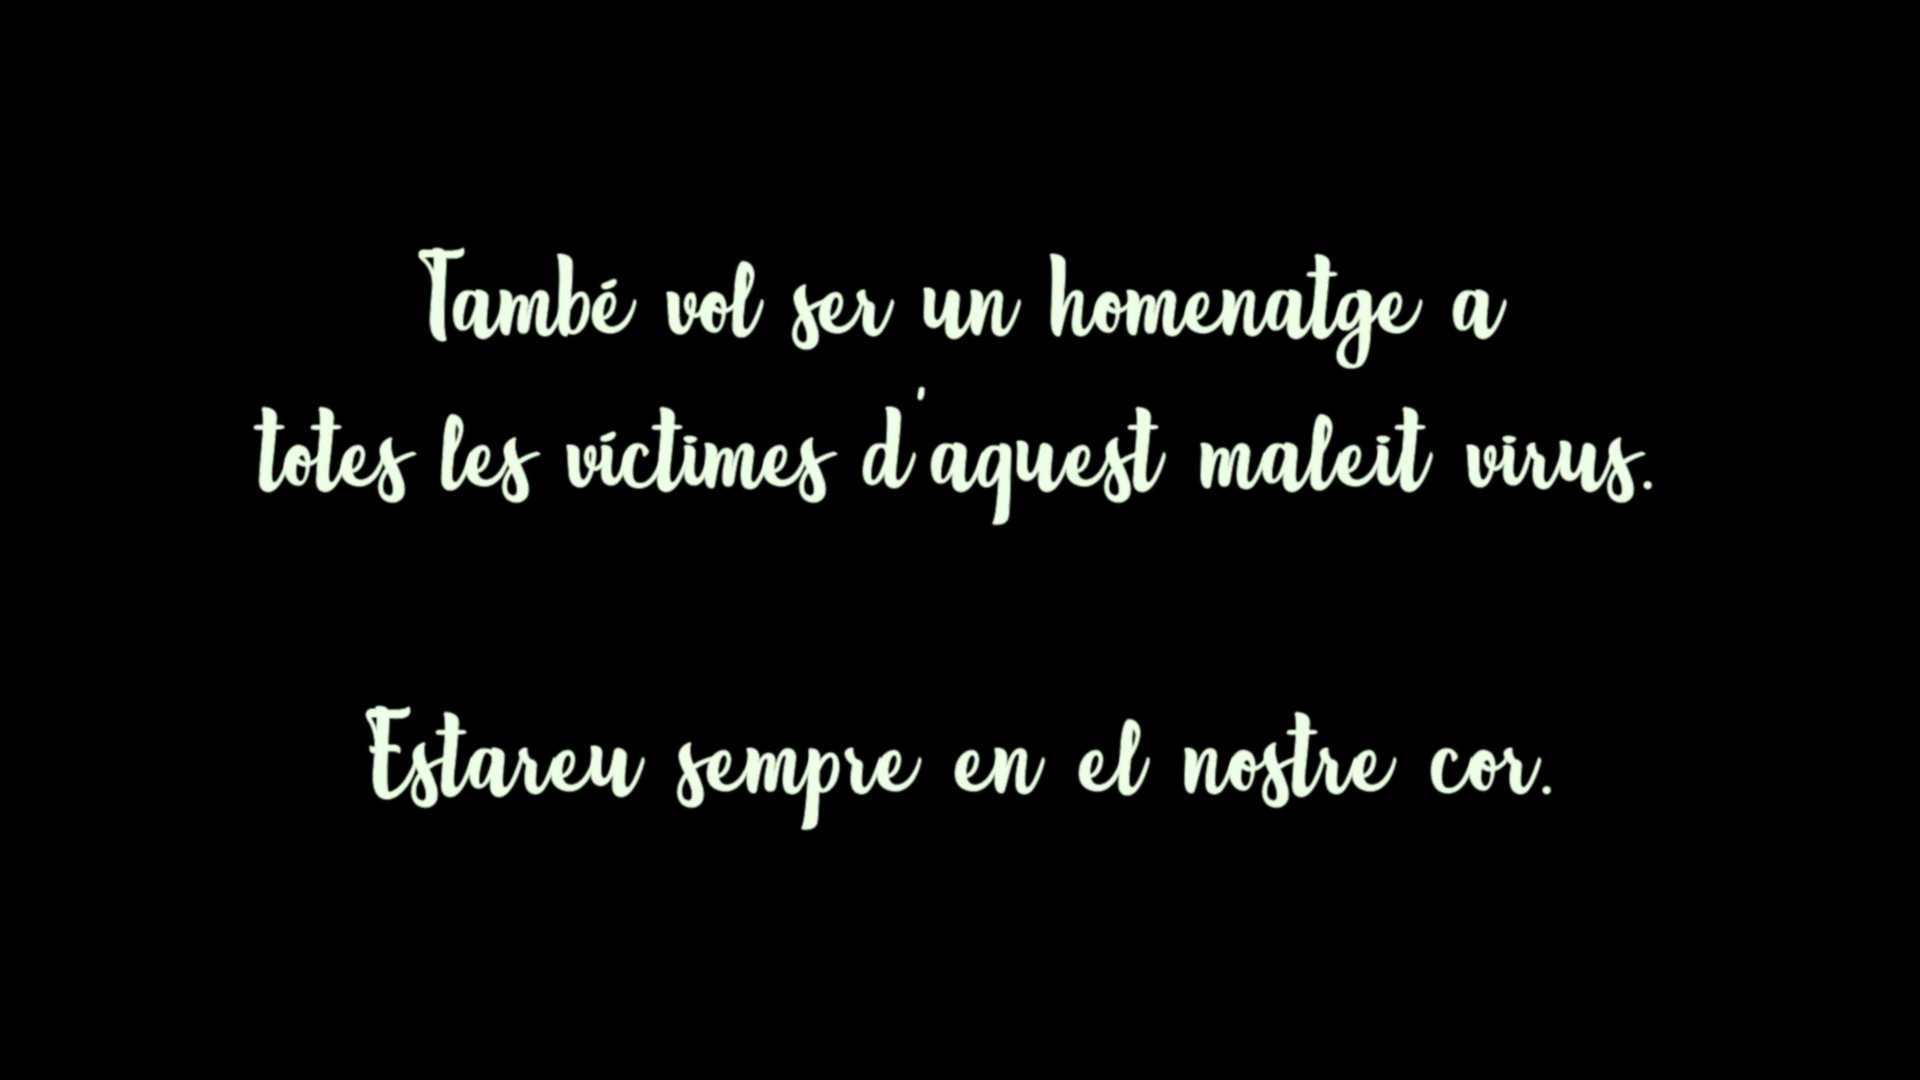 També vol ser un homenatge a
totes les víctimes d'aquest maleit virus.
Estareu sempre en el nostre cor.